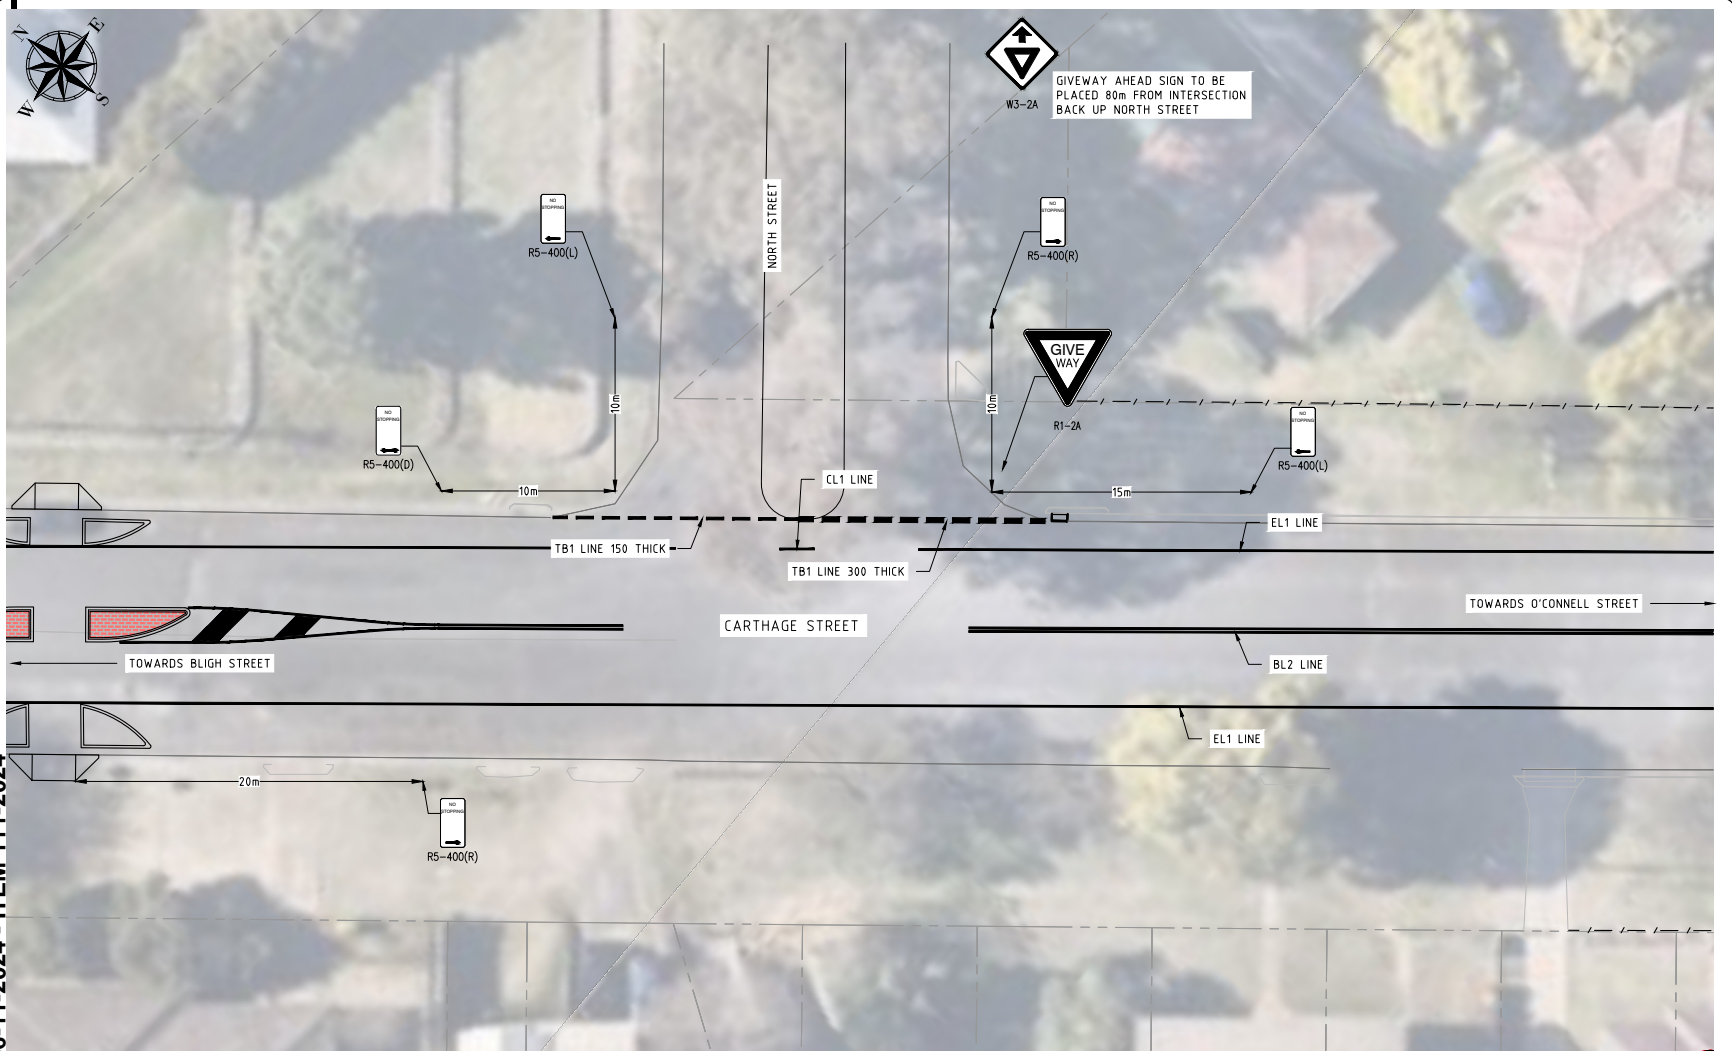 N
E
W
S
W3-2A
GIVEWAY AHEAD SIGN TO BE
PLACED 80m FROM INTERSECTION
BACK UP NORTH STREET
NO
STOPPING
R5-400(L)
NORTH STREET
NO
STOPPING
R5-400(R)
GIVE
WAY
R1-2A
10m
10m
NO
STOPPING
R5-400(D)
NO
STOPPING
R5-400(L)
10m
15m
CL1 LINE
EL1 LINE
TB1 LINE 150 THICK
TB1 LINE 300 THICK
TOWARDS O'CONNELL STREET
CARTHAGE STREET
TOWARDS BLIGH STREET
BL2 LINE
EL1 LINE
20m
NO
STOPPING
R5-400(R)